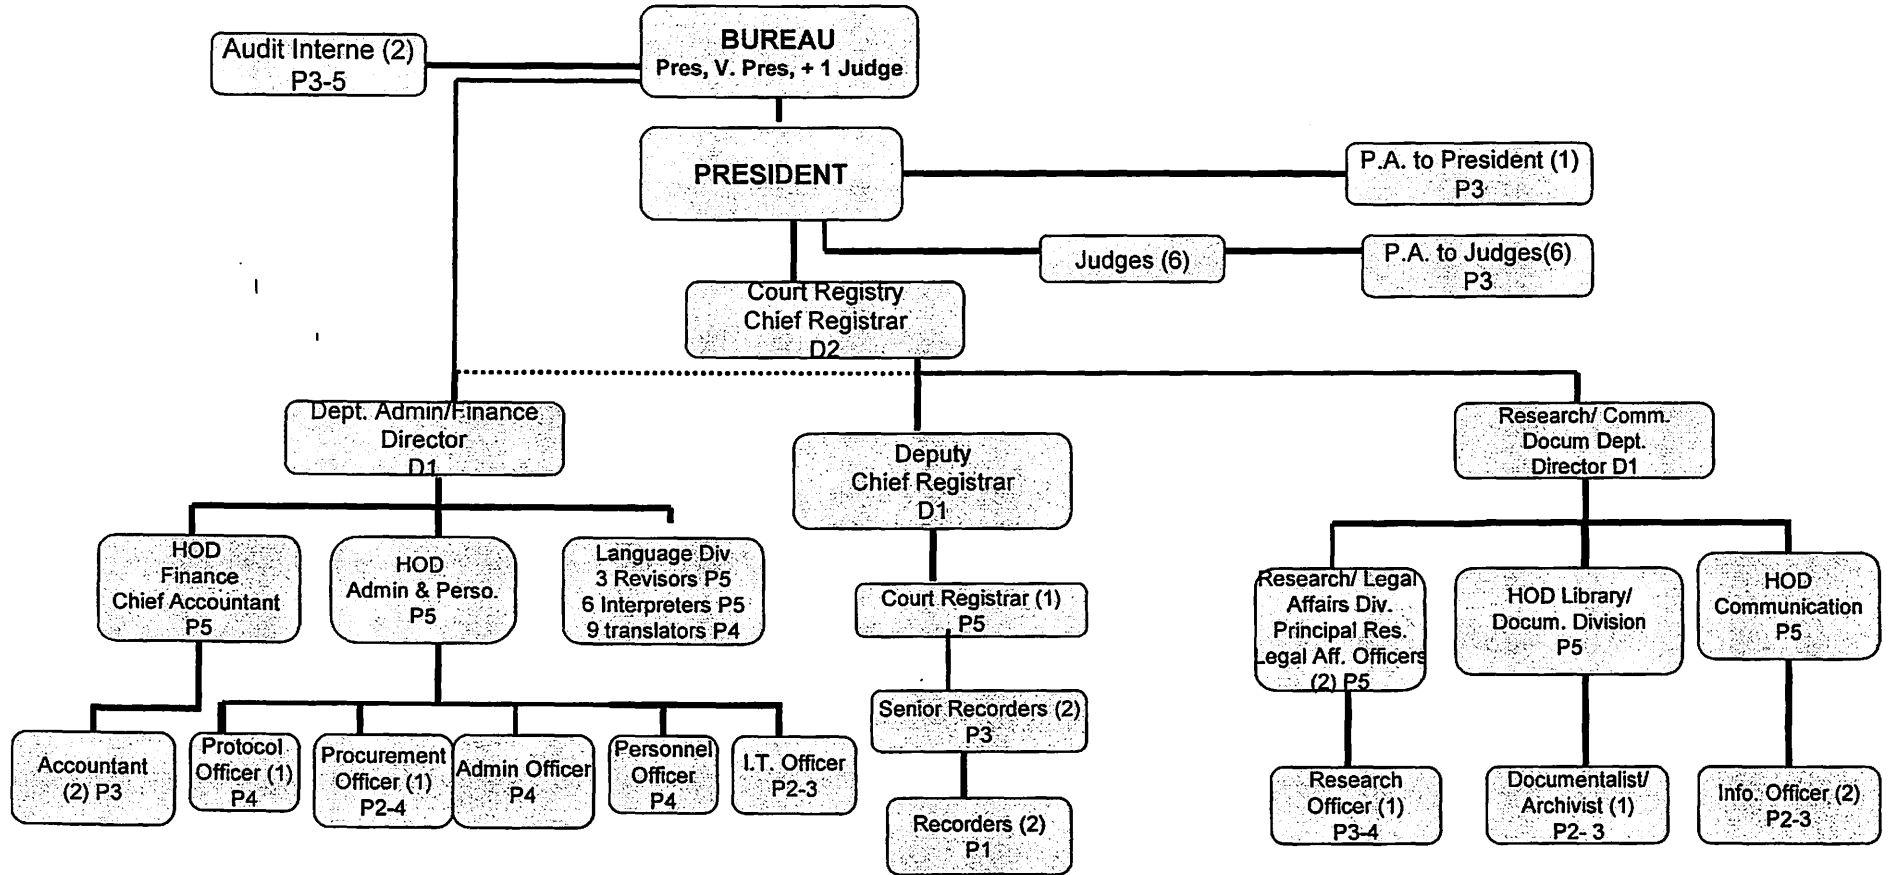 Audit Interne (2)
P3-5
BUREAU
Pres, V. Pres, + 1 Judge
PRESIDENT
P.A. to President (1)
P3
Judges (6)
P.A. to Judges(6)
P3
Court Registry
Chief Registrar
D2
Dept. Admin/Finance
Director
D1
Deputy
Chief Registrar
D1
Research/ Comm.
Docum Dept.
Director D1
HOD
Finance
Chief Accountant
P5
HOD
Admin & Perso.
P5
Language Div
3 Revisors P5
6 Interpreters P5
9 translators P4
Court Registrar (1)
P5
Research/ Legal
Affairs Div.
Principal Res.
Legal Aff. Officers
(2) P5
HOD Library/
Docum. Division
P5
HOD
Communication
P5
Accountant
(2) P3
Protocol
Officer (1)
P4
Procurement
Officer (1)
P2-4
Admin Officer
P4
Personnel
Officer
P4
I.T. Officer
P2-3
Senior Recorders (2)
P3
Recorders (2)
P1
Research
Officer (1)
P3-4
Documentalist/
Archivist (1)
P2- 3
Info. Officer (2)
P2-3